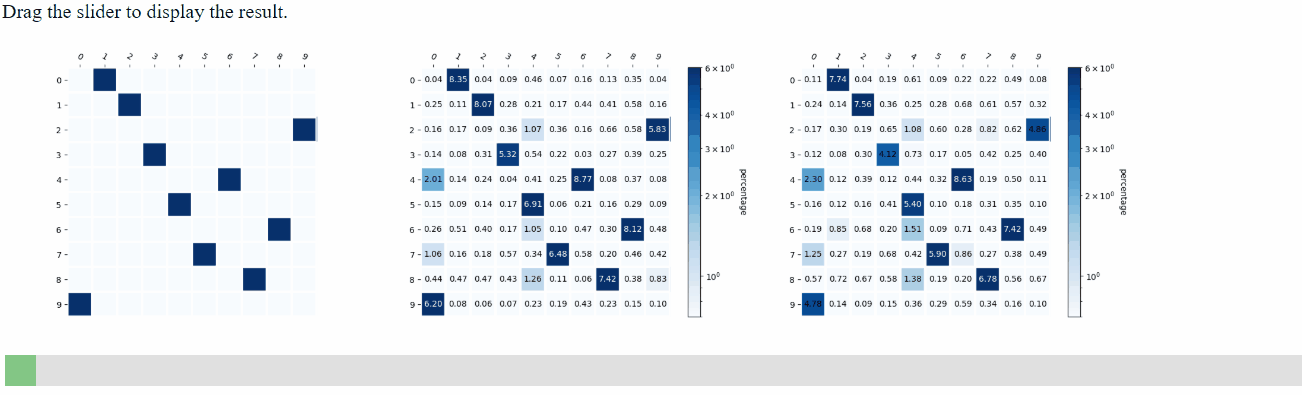 Drag the slider to display the result.
0 1 2 3 4 5 6 7 8 9
0
1
2
3
4
5
6
7
8
9
0 1 2 3 4 5 6 7 8 9
0 0.04 8.35 0.04 0.09 0.46 0.07 0.16 0.13 0.35 0.04
1 0.25 0.11 8.07 0.28 0.21 0.17 0.44 0.41 0.58 0.16
2 0.16 0.17 0.09 0.36 1.07 0.36 0.16 0.66 0.58 5.83
3 0.14 0.08 0.31 5.32 0.54 0.22 0.03 0.27 0.39 0.25
4 2.01 0.14 0.24 0.04 0.41 0.25 8.77 0.08 0.37 0.08
5 0.15 0.09 0.14 0.17 6.91 0.06 0.21 0.16 0.29 0.09
6 0.26 0.51 0.40 0.17 1.05 0.10 0.47 0.30 8.12 0.48
7 1.06 0.16 0.18 0.57 0.34 6.48 0.58 0.20 0.46 0.42
8 0.44 0.47 0.47 0.43 1.26 0.11 0.06 7.42 0.38 0.83
9 6.20 0.08 0.06 0.07 0.23 0.19 0.43 0.23 0.15 0.10
6 × 10⁰
4 × 10⁰
3 × 10⁰
2 × 10⁰
10⁰
percentage
0 1 2 3 4 5 6 7 8 9
0 0.11 7.74 0.04 0.19 0.61 0.09 0.22 0.22 0.49 0.08
1 0.24 0.14 7.56 0.36 0.25 0.28 0.68 0.61 0.57 0.32
2 0.17 0.30 0.19 0.65 1.08 0.60 0.28 0.82 0.62 4.86
3 0.12 0.08 0.30 4.12 0.73 0.17 0.05 0.42 0.25 0.40
4 2.30 0.12 0.39 0.12 0.44 0.32 8.63 0.19 0.50 0.11
5 0.16 0.12 0.16 0.41 5.40 0.10 0.18 0.31 0.35 0.10
6 0.19 0.85 0.68 0.20 1.51 0.09 0.71 0.43 7.42 0.49
7 1.25 0.27 0.19 0.68 0.42 5.90 0.86 0.27 0.38 0.49
8 0.57 0.72 0.67 0.58 1.38 0.19 0.20 6.78 0.56 0.67
9 4.78 0.14 0.09 0.15 0.36 0.29 0.59 0.34 0.16 0.10
6 × 10⁰
4 × 10⁰
3 × 10⁰
2 × 10⁰
10⁰
percentage